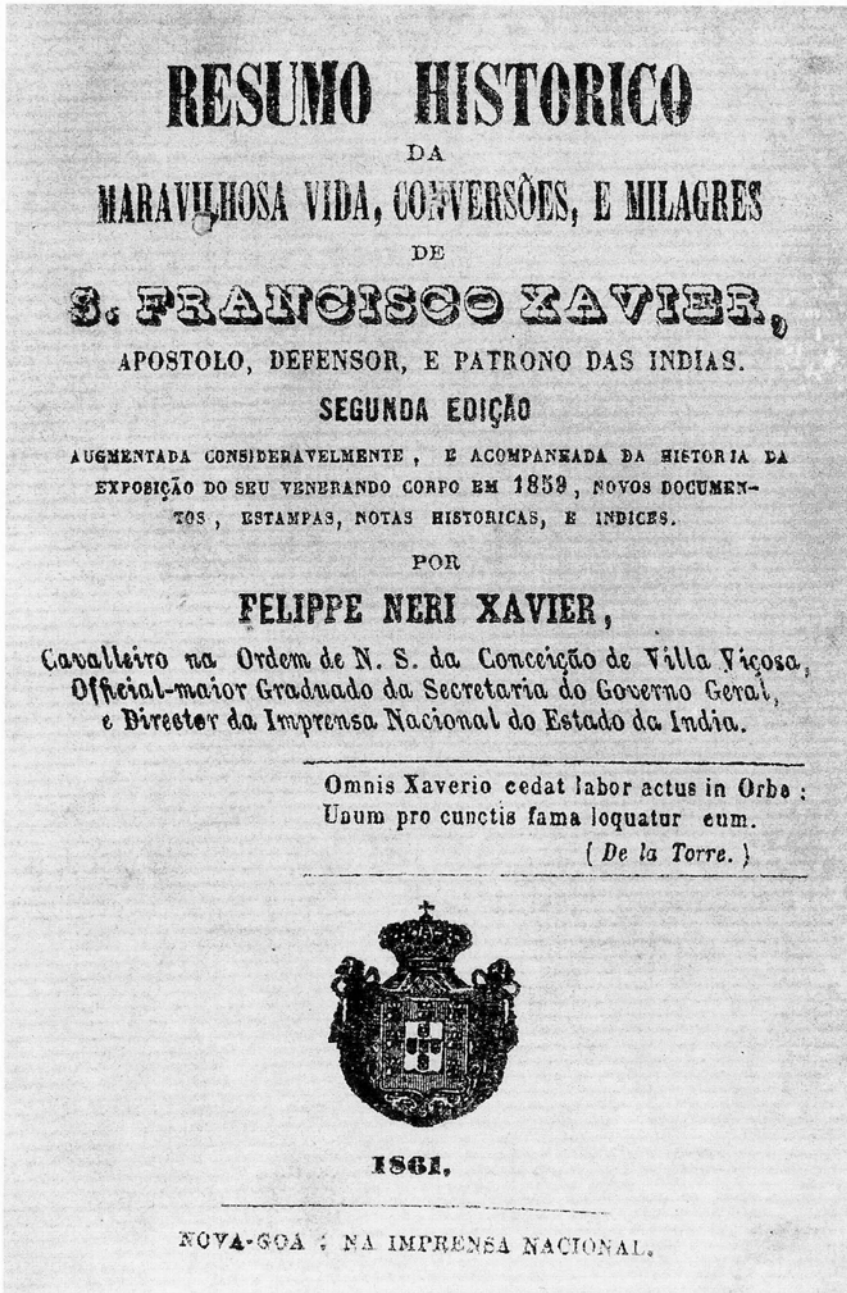 RESUMO HISTORICO
DA
MARAVILHOSA VIDA, CONVERSÕES, E MILAGRES
DE
S. FRANCISCO XAVIER,
APOSTOLO, DEFENSOR, E PATRONO DAS INDIAS.
SEGUNDA EDIÇÃO
AUGMENTADA CONSIDERAVELMENTE , E ACOMPANHADA DA HISTORIA DA
EXPOSIÇÃO DO SEU VENERANDO CORPO EM 1859 , NOVOS DOCUMEN-
TOS , ESTAMPAS, NOTAS HISTORICAS, E INDICES.
POR
FELIPPE NERI XAVIER,
Cavalleiro na Ordem de N. S. da Conceição de Villa Viçosa,
Official-maior Graduado da Secretaria do Governo Geral,
e Director da Imprensa Nacional do Estado da India.
Omnis Xaverio cedat labor actus in Orbe :
Unum pro cunctis fama loquatur eum.
( De la Torre. )
1861.
NOVA-GOA : NA IMPRENSA NACIONAL.